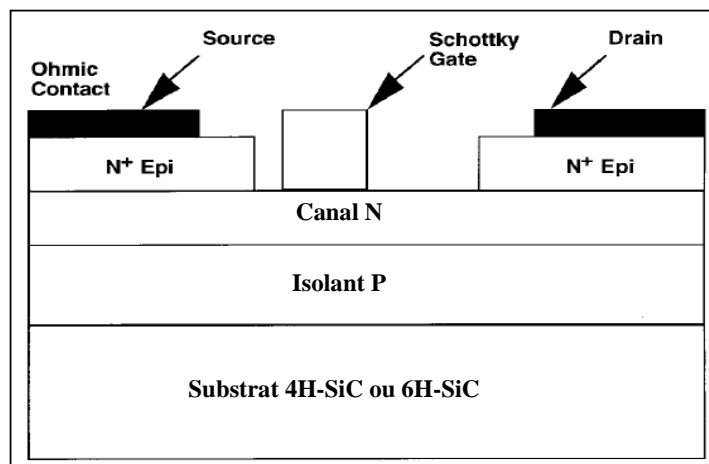 Source
Schottky
Gate
Drain
Ohmic
Contact
N+ Epi
N+ Epi
Canal N
Isolant P
Substrat 4H-SiC ou 6H-SiC